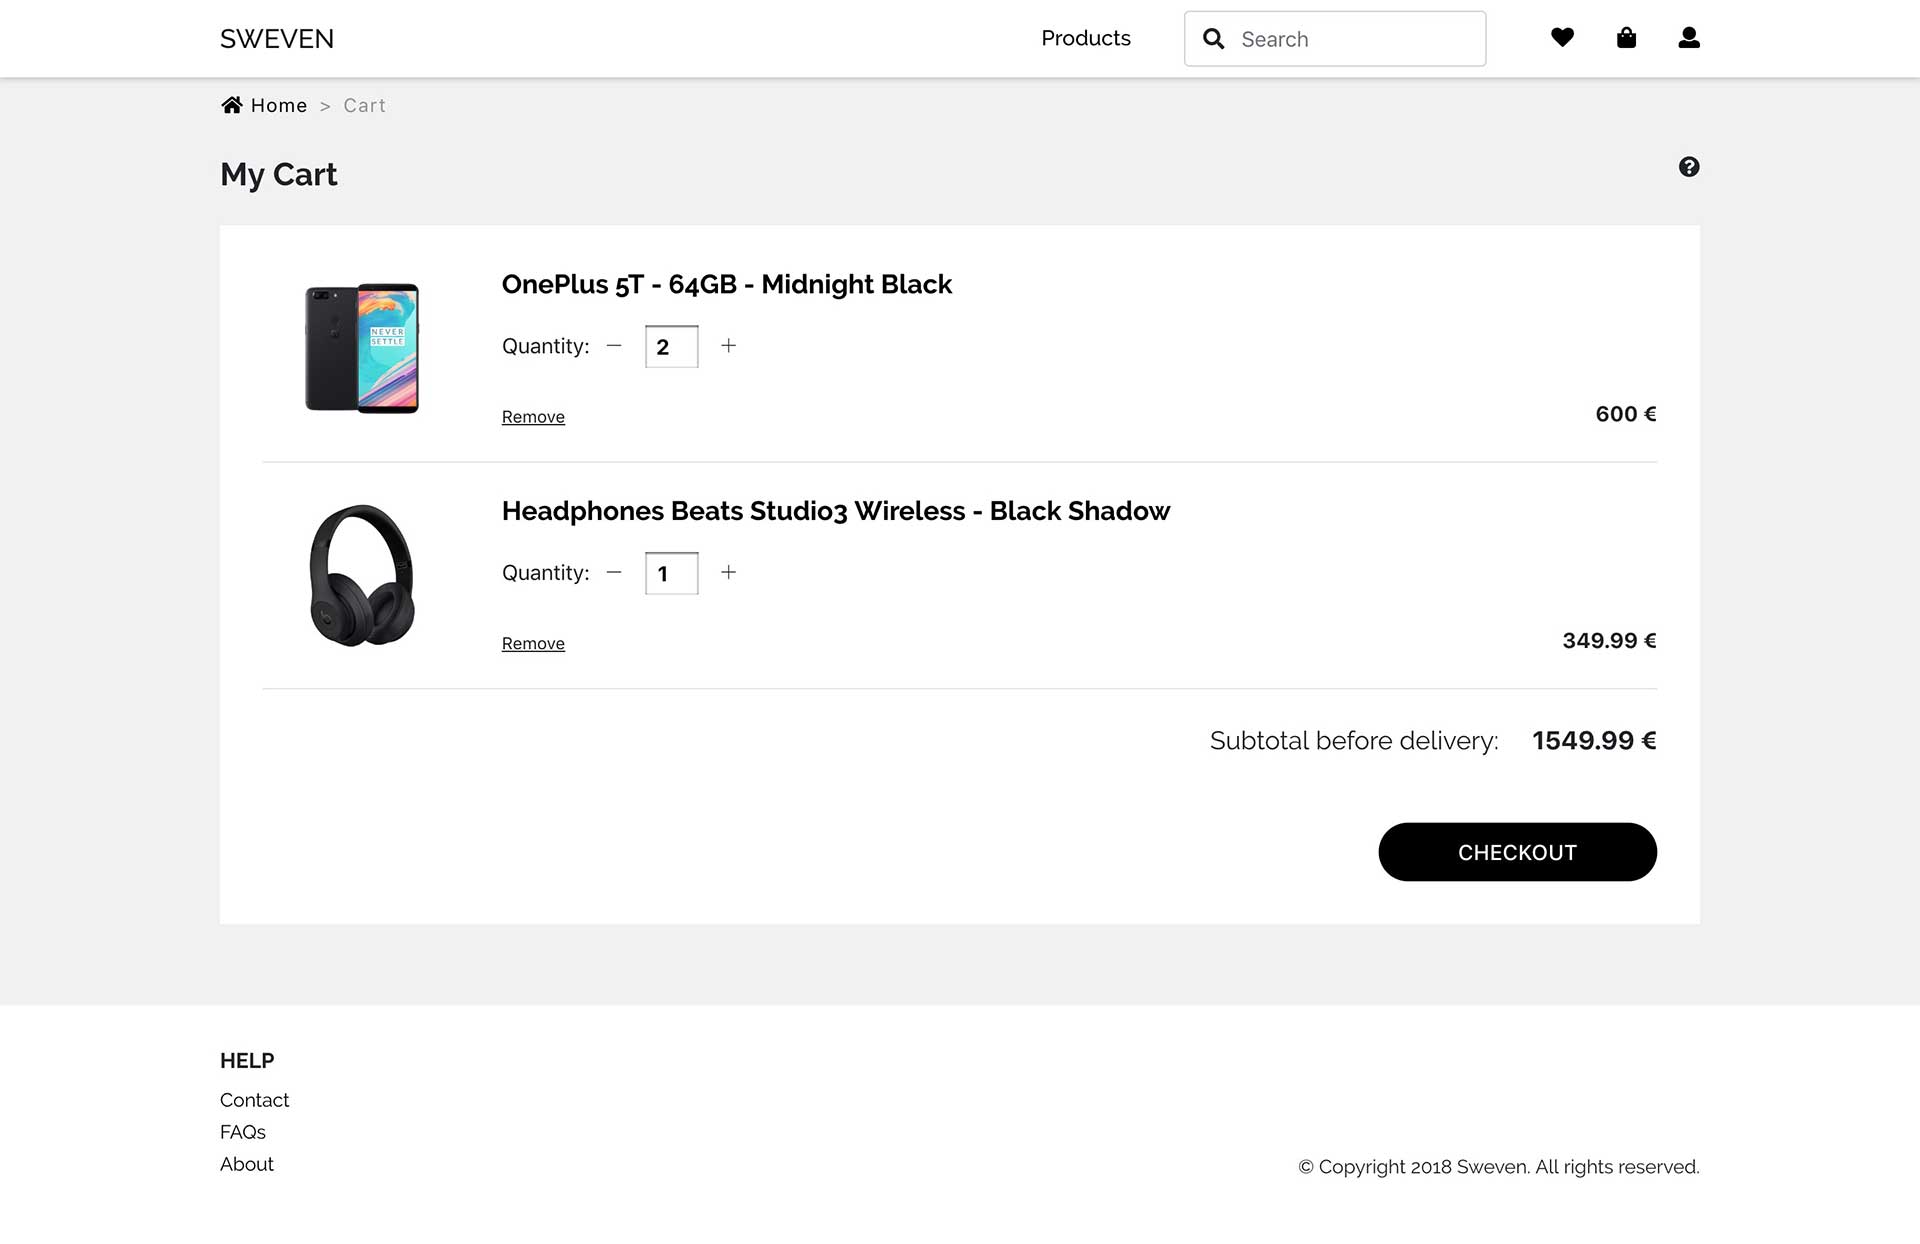 SWEVEN
Products
Search
Home > Cart
My Cart
OnePlus 5T - 64GB - Midnight Black
NEVER
SETTLE
Quantity: − 2 +
Remove
600 €
Headphones Beats Studio3 Wireless - Black Shadow
Quantity: − 1 +
Remove
349.99 €
Subtotal before delivery: 1549.99 €
CHECKOUT
HELP
Contact
FAQs
About
© Copyright 2018 Sweven. All rights reserved.